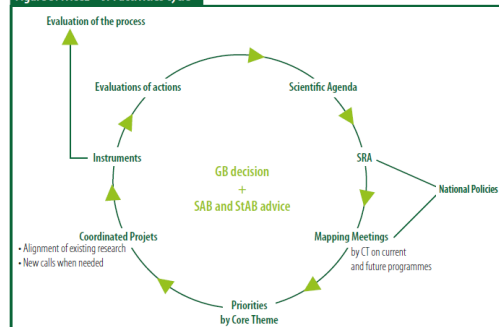 Evaluation of the process
Evaluations of actions
Scientific Agenda
Instruments
SRA
GB decision
+
SAB and StAB advice
National Policies
Coordinated Projets
• Alignment of existing research
• New calls when needed
Mapping Meetings
by CT on current
and future programmes
Priorities
by Core Theme